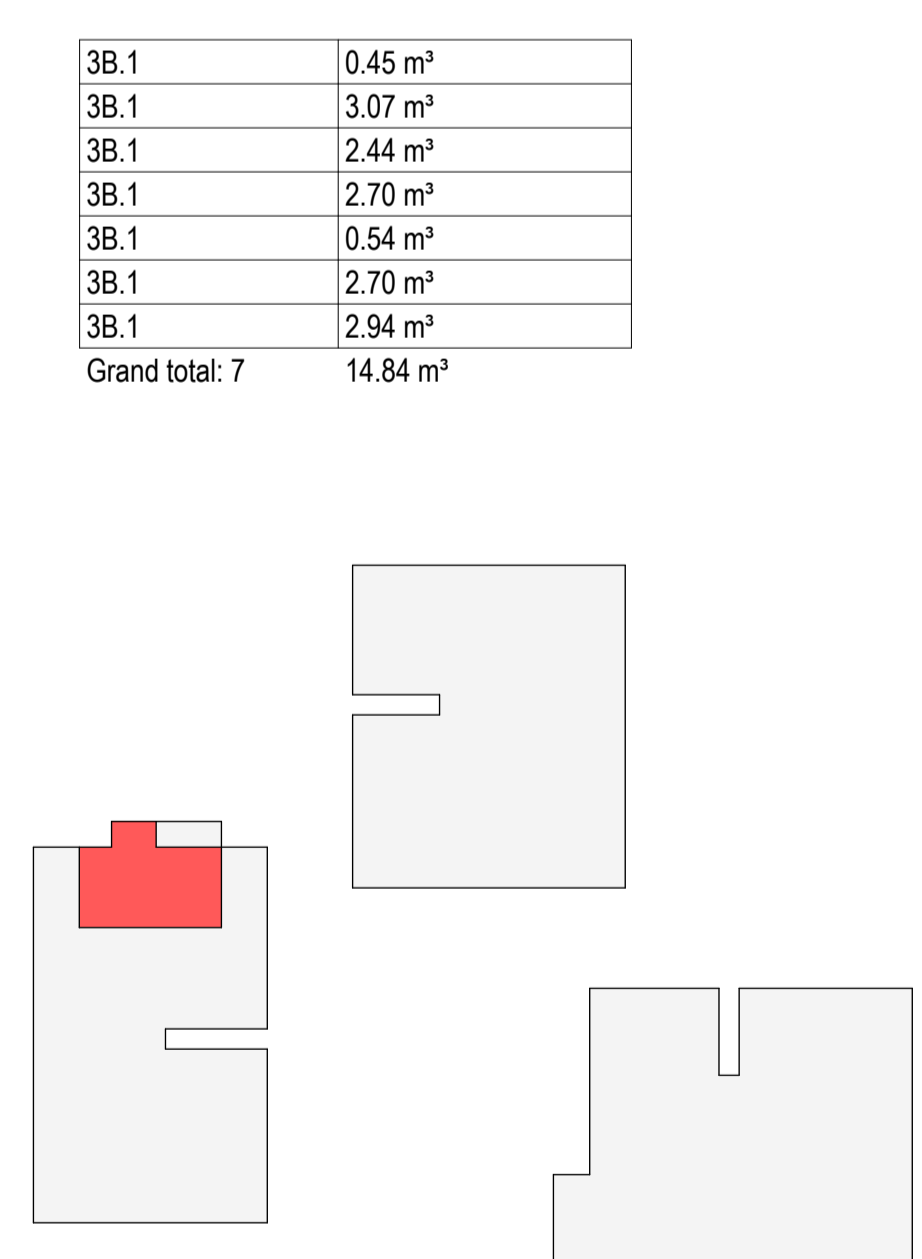 3B.1 0.45 m³
3B.1 3.07 m³
3B.1 2.44 m³
3B.1 2.70 m³
3B.1 0.54 m³
3B.1 2.70 m³
3B.1 2.94 m³
Grand total: 7 14.84 m³